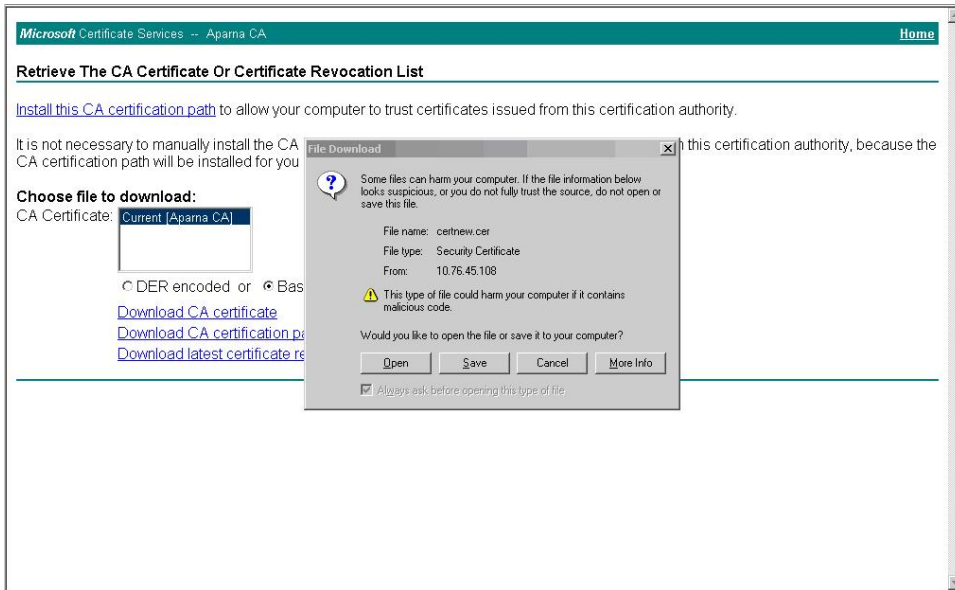 Microsoft Certificate Services -- Aparna CA Home
Retrieve The CA Certificate Or Certificate Revocation List
Install this CA certification path to allow your computer to trust certificates issued from this certification authority.
It is not necessary to manually install the CA
this certification authority, because the
CA certification path will be installed for you
Choose file to download:
CA Certificate: Current [Aparna CA]
DER encoded or Bas
Download CA certificate
Download CA certification pa
Download latest certificate re
File Download
Some files can harm your computer. If the file information below
looks suspicious, or you do not fully trust the source, do not open or
save this file.
File name: certnew.cer
File type: Security Certificate
From: 10.76.45.108
This type of file could harm your computer if it contains
malicious code.
Would you like to open the file or save it to your computer?
Open Save Cancel More Info
Always ask before opening this type of file